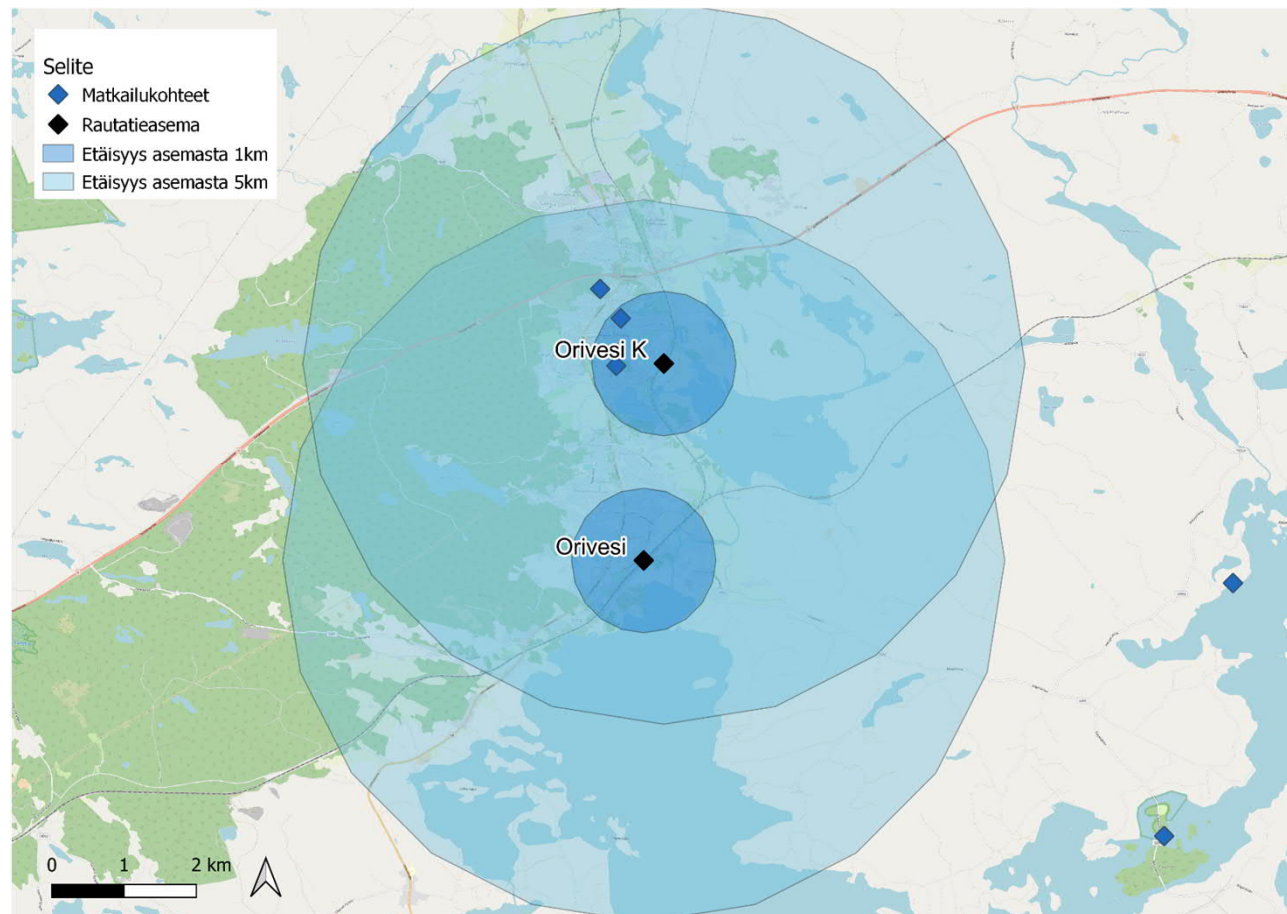 Selite
Matkailukohteet
Rautatieasema
Etäisyys asemasta 1km
Etäisyys asemasta 5km
Orivesi K
Orivesi
0 1 2 km